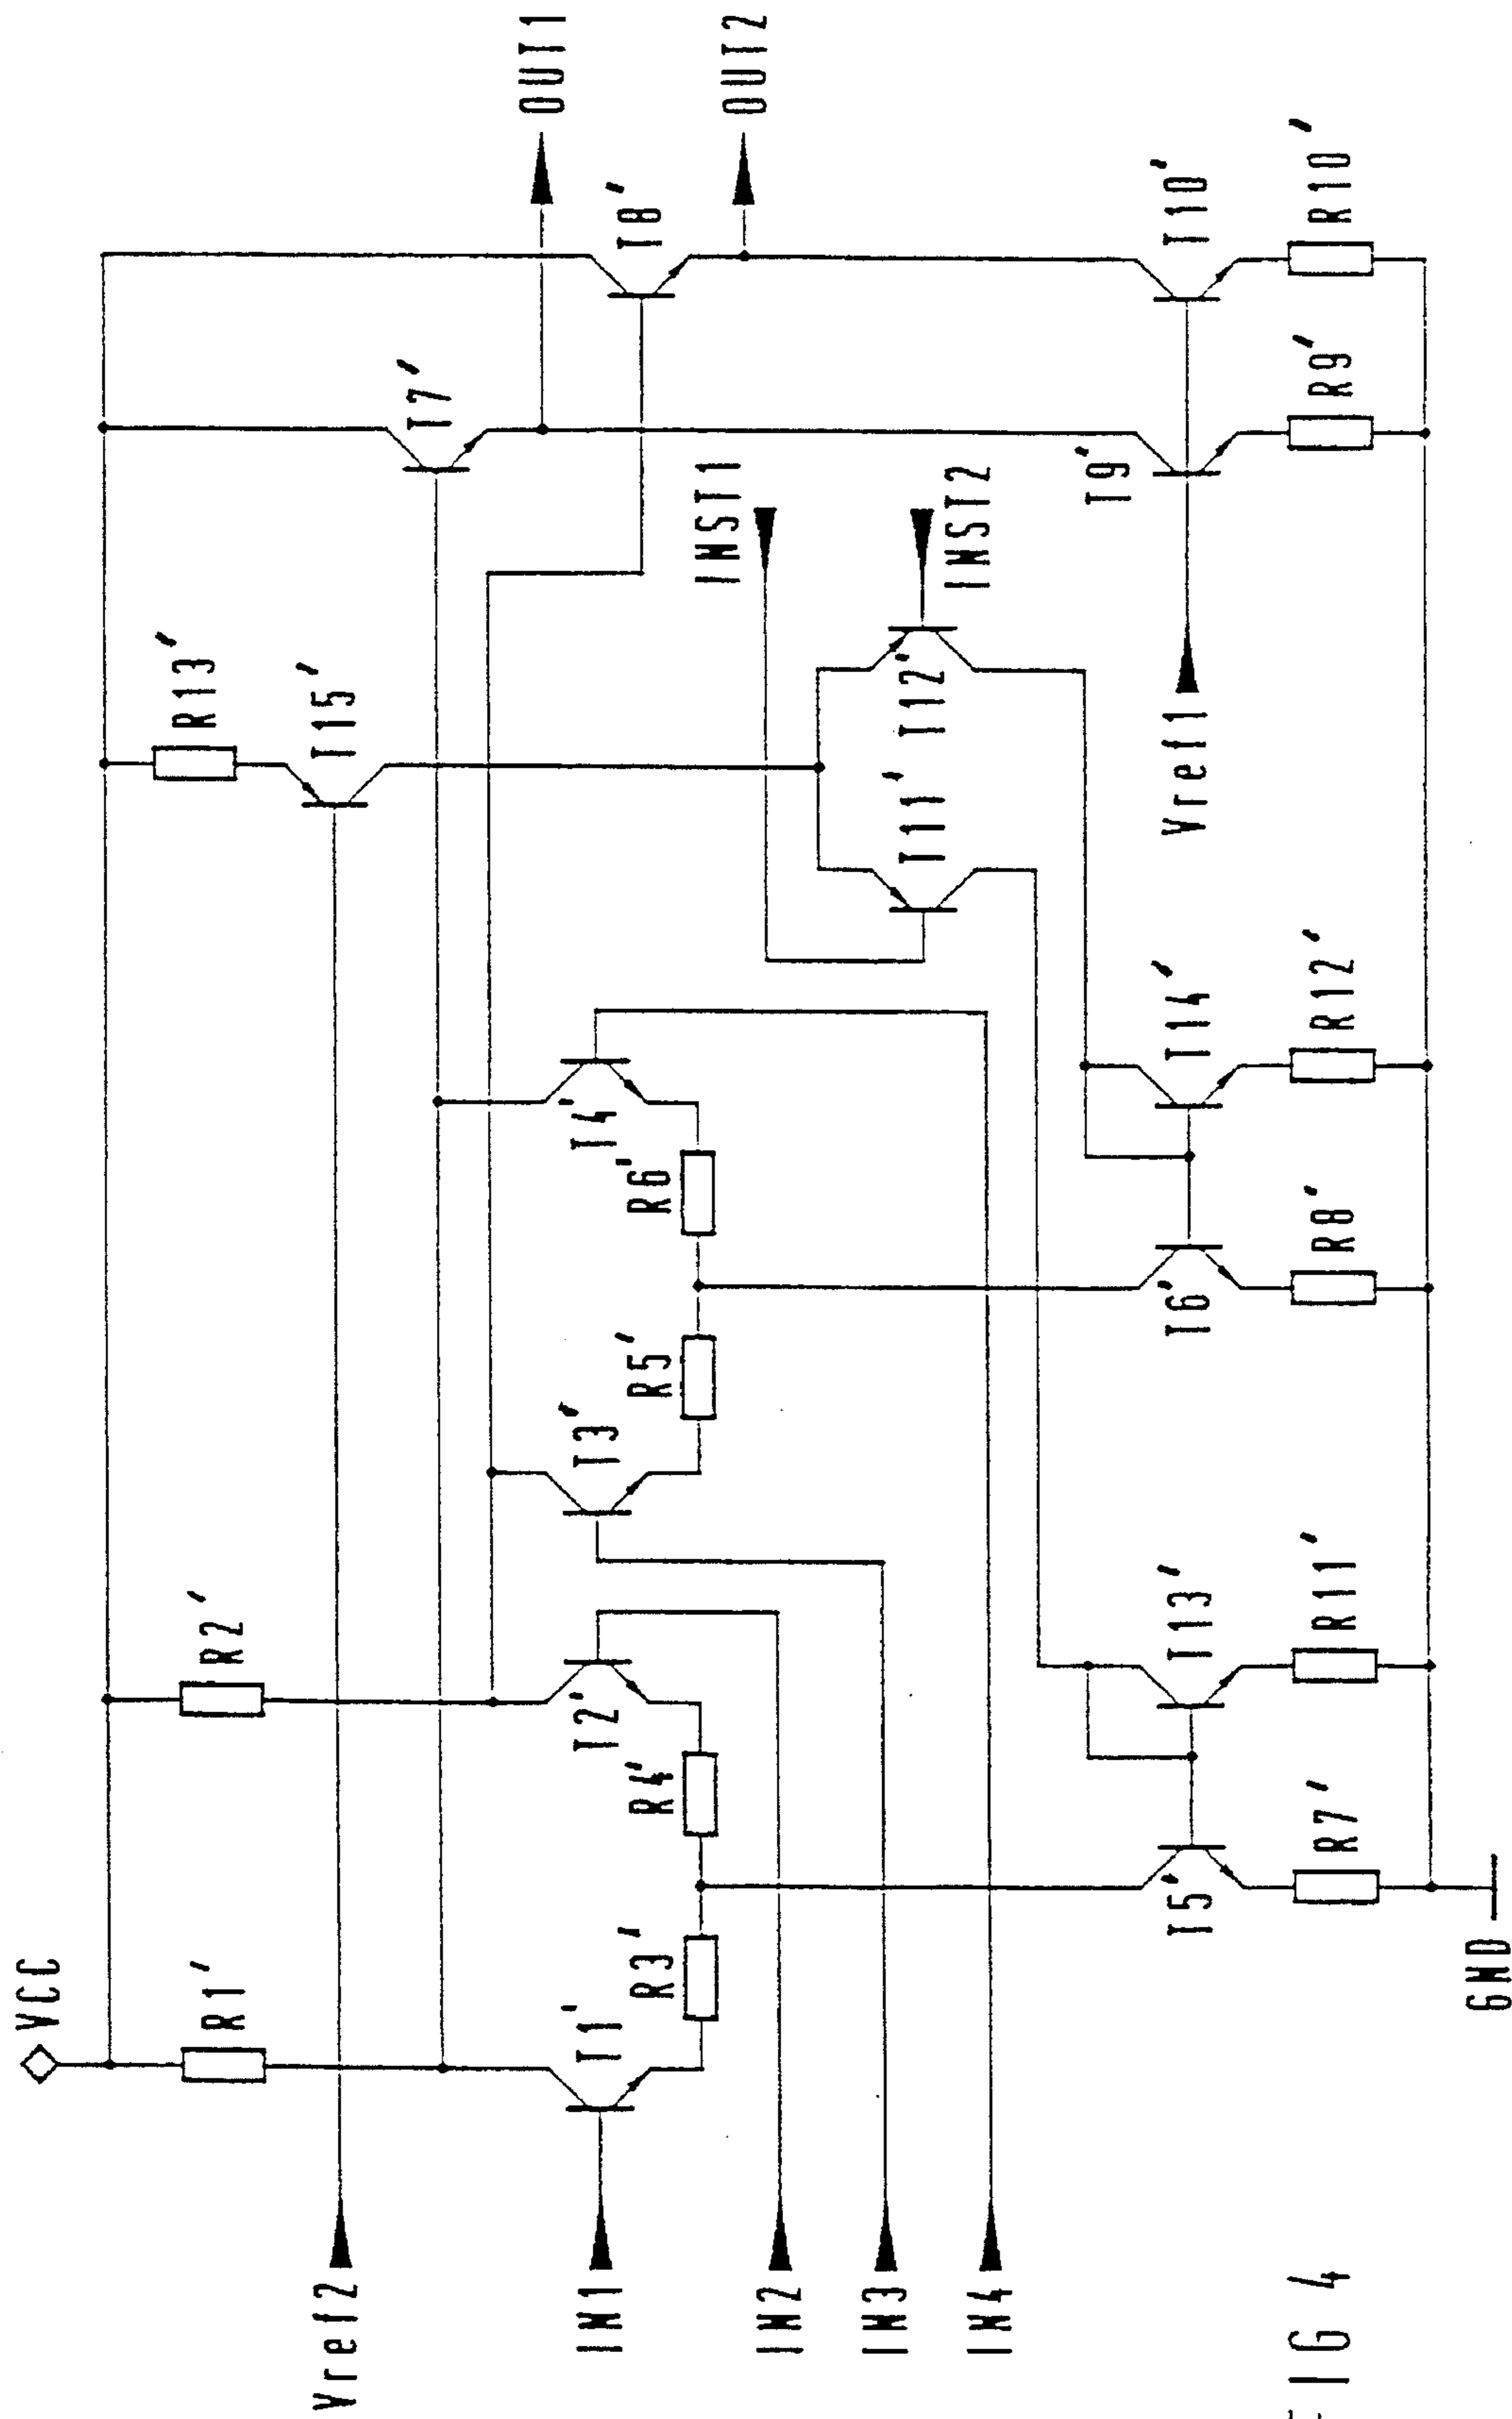 VCC
R1'
R2'
R13'
Vref2
T15'
T7'
OUT1
IN1
T1'
T2'
T3'
T4'
T8'
R3'
R4'
R5'
R6'
OUT2
INST1
IN2
IN3
IN4
T11'
T12'
INST2
T9'
T10'
T5'
T13'
T6'
T14'
Vref1
R7'
R11'
R8'
R12'
R9'
R10'
GND
FIG 4